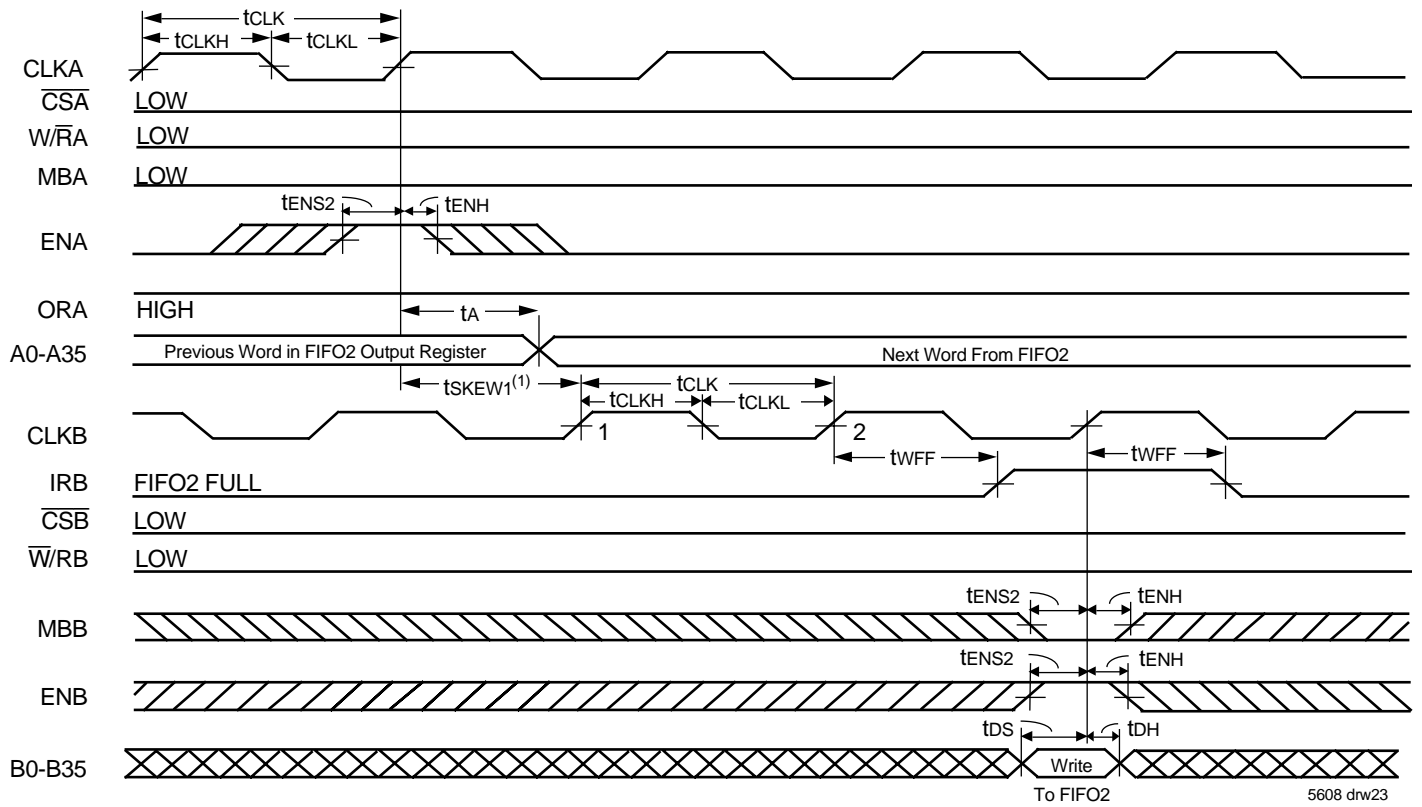 tCLK
tCLKH tCLKL
CLKA
CSA LOW
W/RA LOW
MBA LOW
tENS2 tENH
ENA
ORA HIGH
tA
A0-A35 Previous Word in FIFO2 Output Register Next Word From FIFO2
tSKEW1(1) tCLK
tCLKH tCLKL
CLKB 1 2
tWFF tWFF
IRB FIFO2 FULL
CSB LOW
W/RB LOW
tENS2 tENH
MBB
tENS2 tENH
ENB
tDS tDH
B0-B35 Write
To FIFO2 5608 drw23